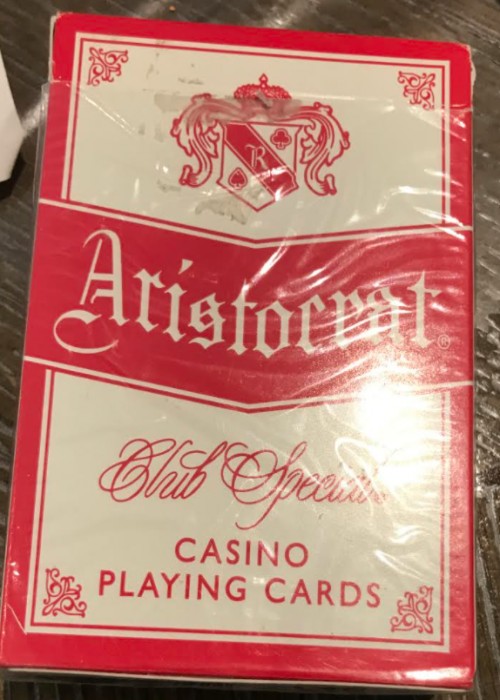 R
Aristocrat®
Club Special
CASINO
PLAYING CARDS